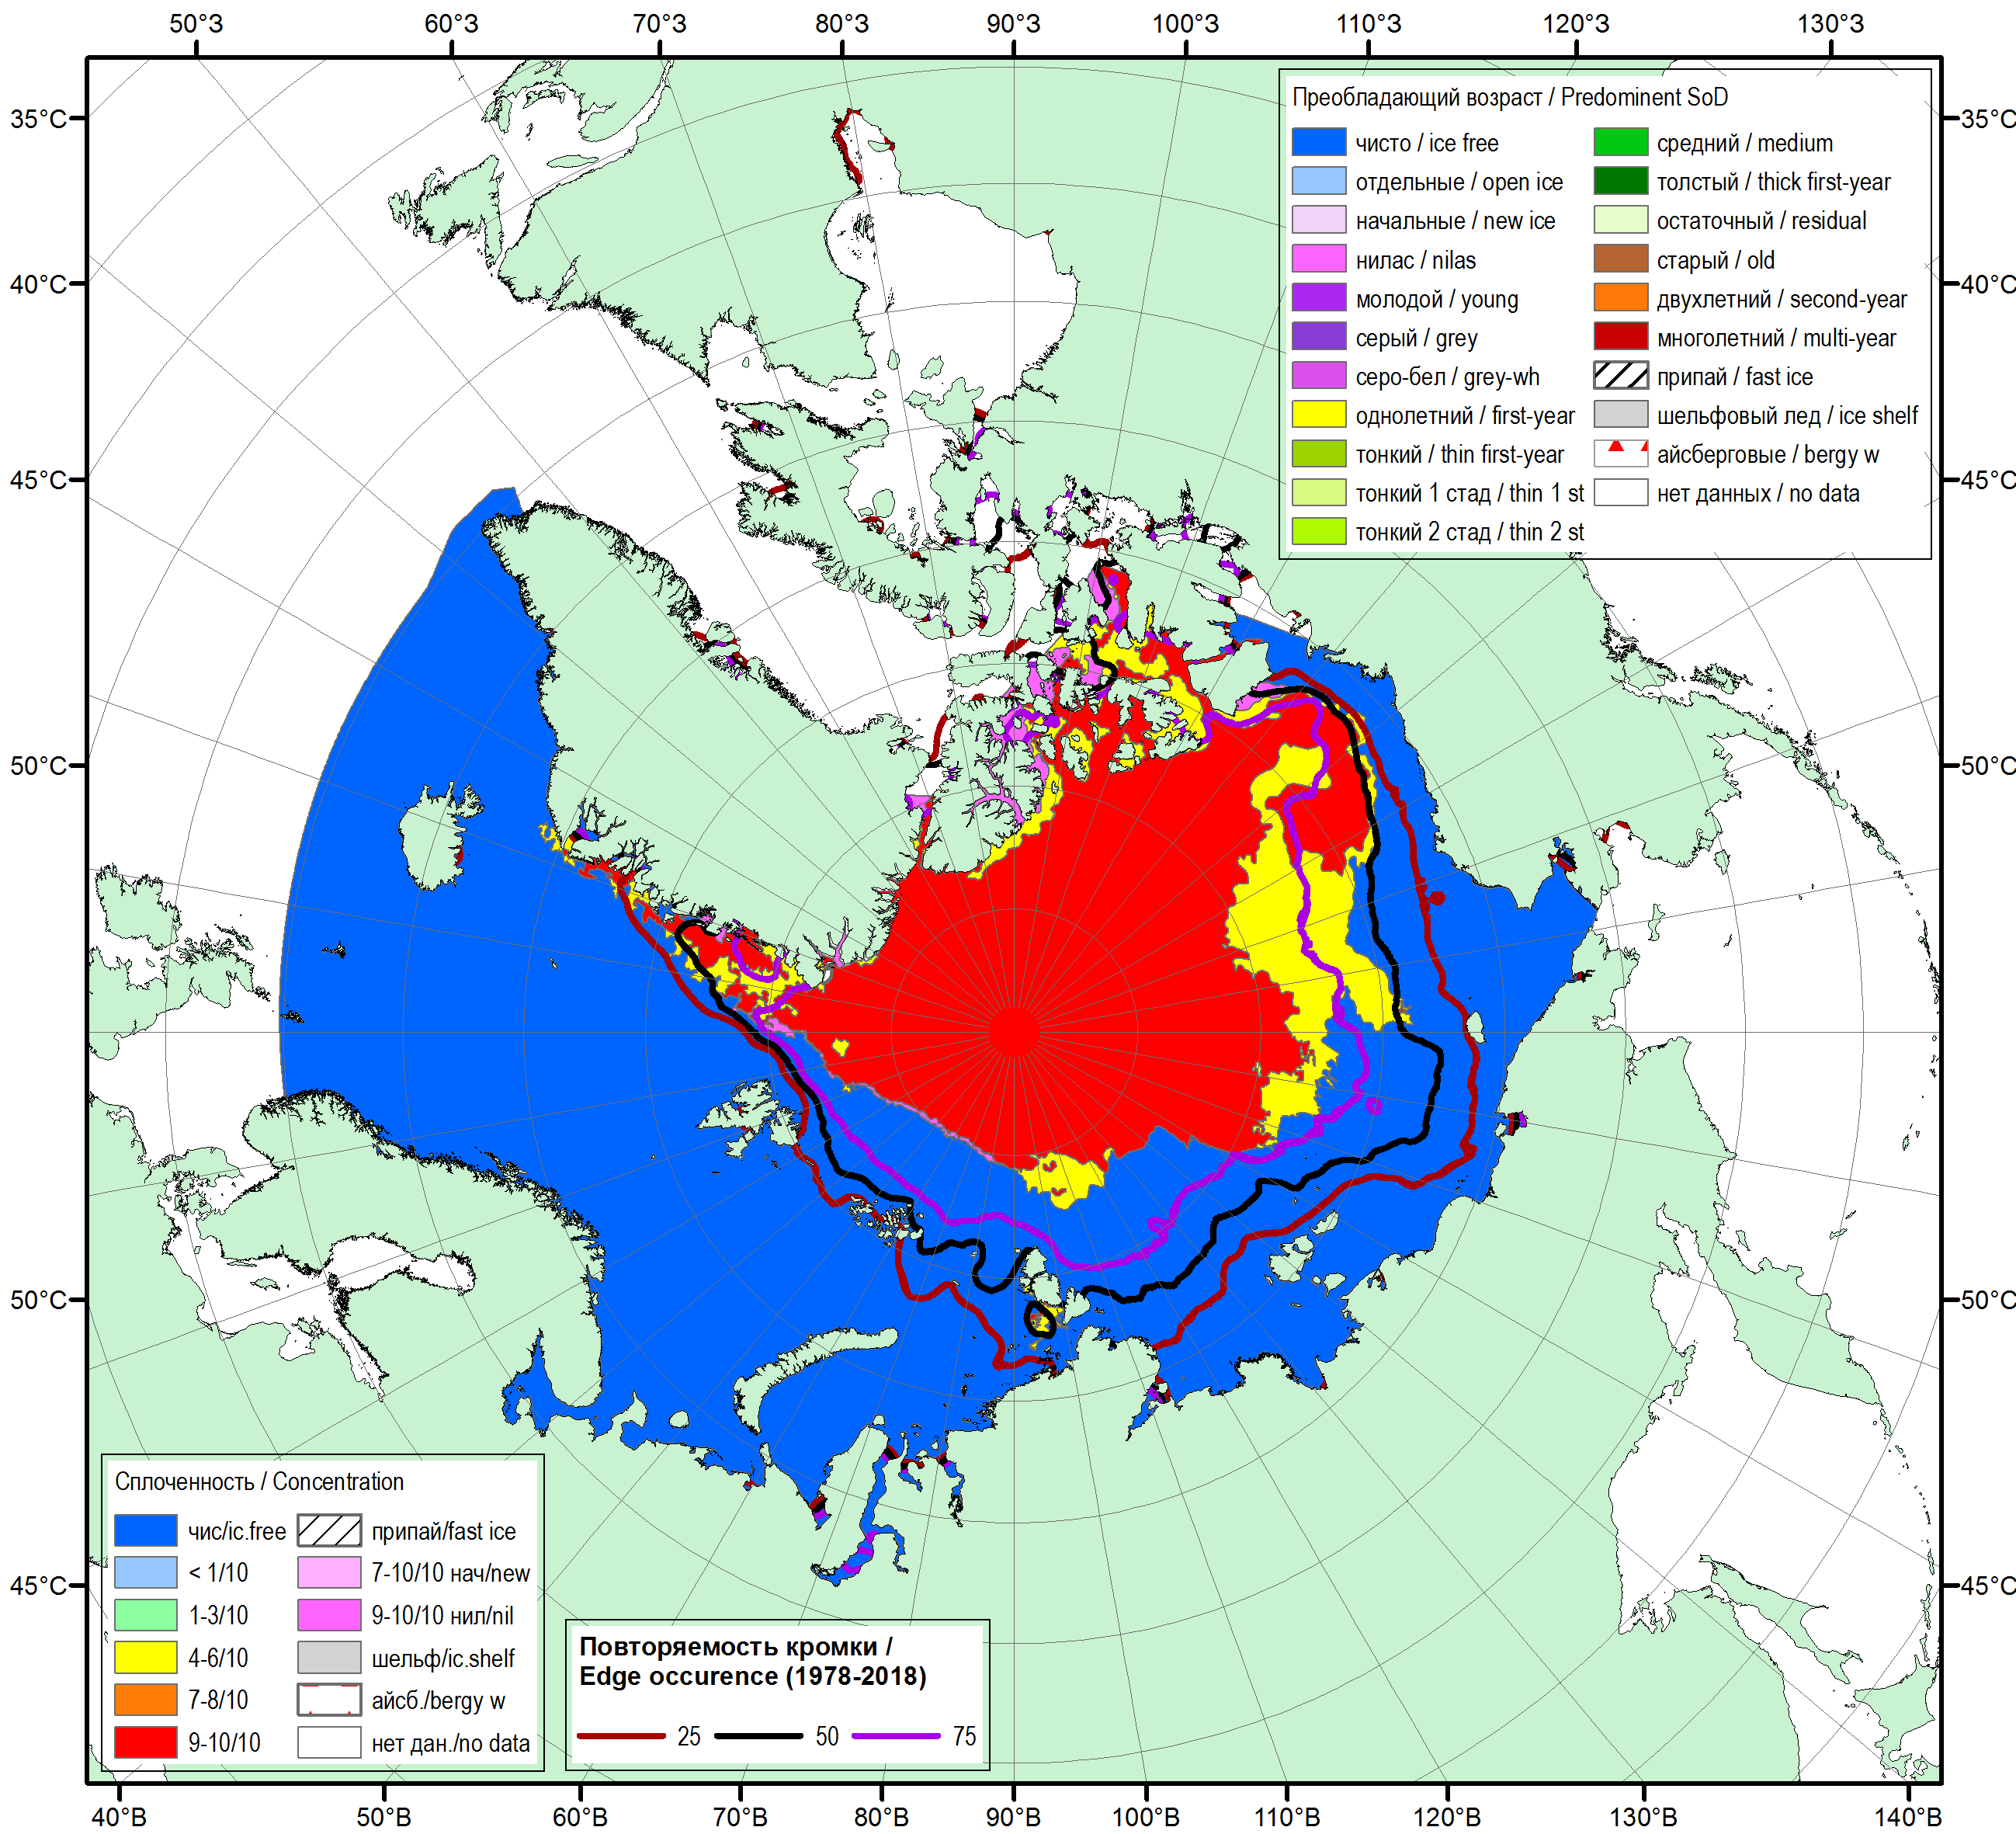 50°З 60°З 70°З 80°З 90°З 100°З 110°З 120°З 130°З
35°С 35°С
40°С 40°С
45°С 45°С
50°С 50°С
50°С 50°С
45°С 45°С
Преобладающий возраст / Predominent SoD
чисто / ice free
отдельные / open ice
начальные / new ice
нилас / nilas
молодой / young
серый / grey
серо-бел / grey-wh
однолетний / first-year
тонкий / thin first-year
тонкий 1 стад / thin 1 st
тонкий 2 стад / thin 2 st
средний / medium
толстый / thick first-year
остаточный / residual
старый / old
двухлетний / second-year
многолетний / multi-year
припай / fast ice
шельфовый лед / ice shelf
айсберговые / bergy w
нет данных / no data
Сплоченность / Concentration
чис/ic.free
< 1/10
1-3/10
4-6/10
7-8/10
9-10/10
припай/fast ice
7-10/10 нач/new
9-10/10 нил/nil
шельф/ic.shelf
айсб./bergy w
нет дан./no data
Повторяемость кромки /
Edge occurence (1978-2018)
25 50 75
40°В 50°В 60°В 70°В 80°В 90°В 100°В 110°В 120°В 130°В 140°В